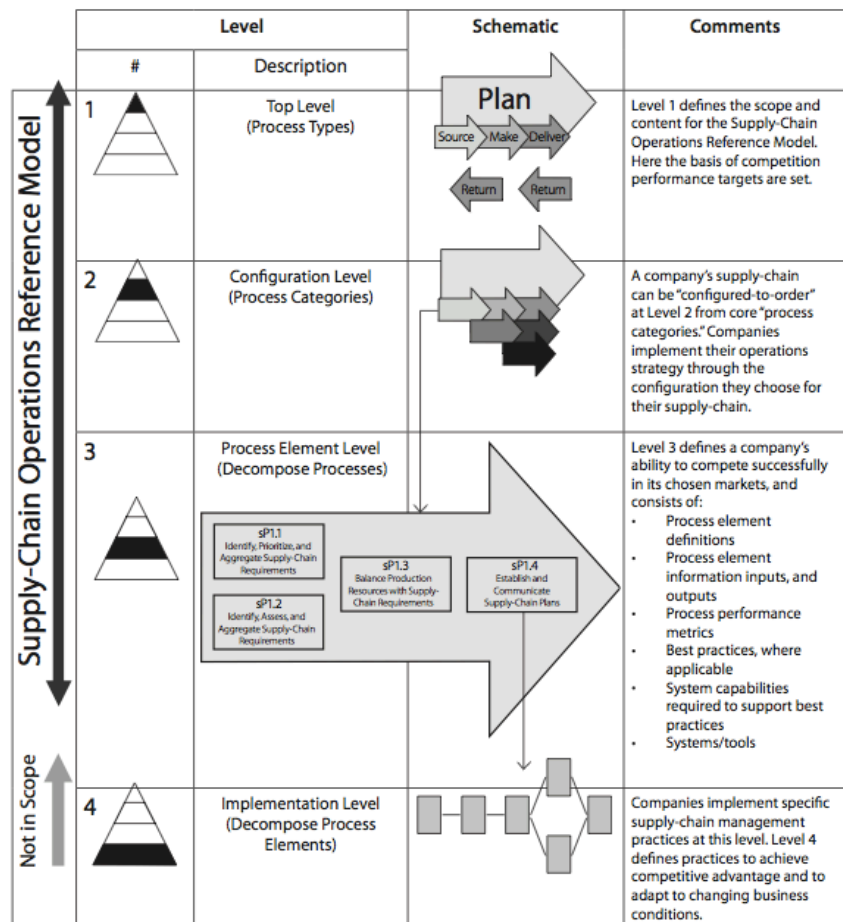 Level
Schematic
Comments
#
Description
Supply-Chain Operations Reference Model
Not in Scope
1
Top Level
(Process Types)
Plan
Source
Make
Deliver
Return
Return
Level 1 defines the scope and
content for the Supply-Chain
Operations Reference Model.
Here the basis of competition
performance targets are set.
2
Configuration Level
(Process Categories)
A company's supply-chain
can be "configured-to-order"
at Level 2 from core "process
categories." Companies
implement their operations
strategy through the
configuration they choose for
their supply-chain.
3
Process Element Level
(Decompose Processes)
sP1.1
Identify, Prioritize, and
Aggregate Supply-Chain
Requirements
sP1.2
Identify, Assess, and
Aggregate Supply-Chain
Requirements
sP1.3
Balance Production
Resources with Supply-
Chain Requirements
sP1.4
Establish and
Communicate
Supply-Chain Plans
Level 3 defines a company's
ability to compete successfully
in its chosen markets, and
consists of:
• Process element
definitions
• Process element
information inputs, and
outputs
• Process performance
metrics
• Best practices, where
applicable
• System capabilities
required to support best
practices
• Systems/tools
4
Implementation Level
(Decompose Process
Elements)
Companies implement specific
supply-chain management
practices at this level. Level 4
defines practices to achieve
competitive advantage and to
adapt to changing business
conditions.